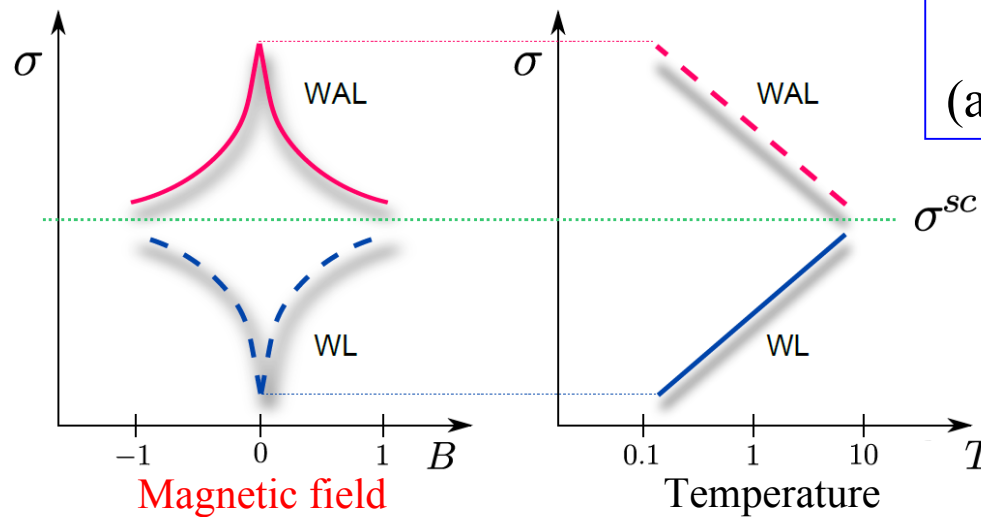 σ
WAL
WL
−1 0 1 B
Magnetic field
σ
WAL
WL
0.1 1 10 T
Temperature
(a
σ^{sc}